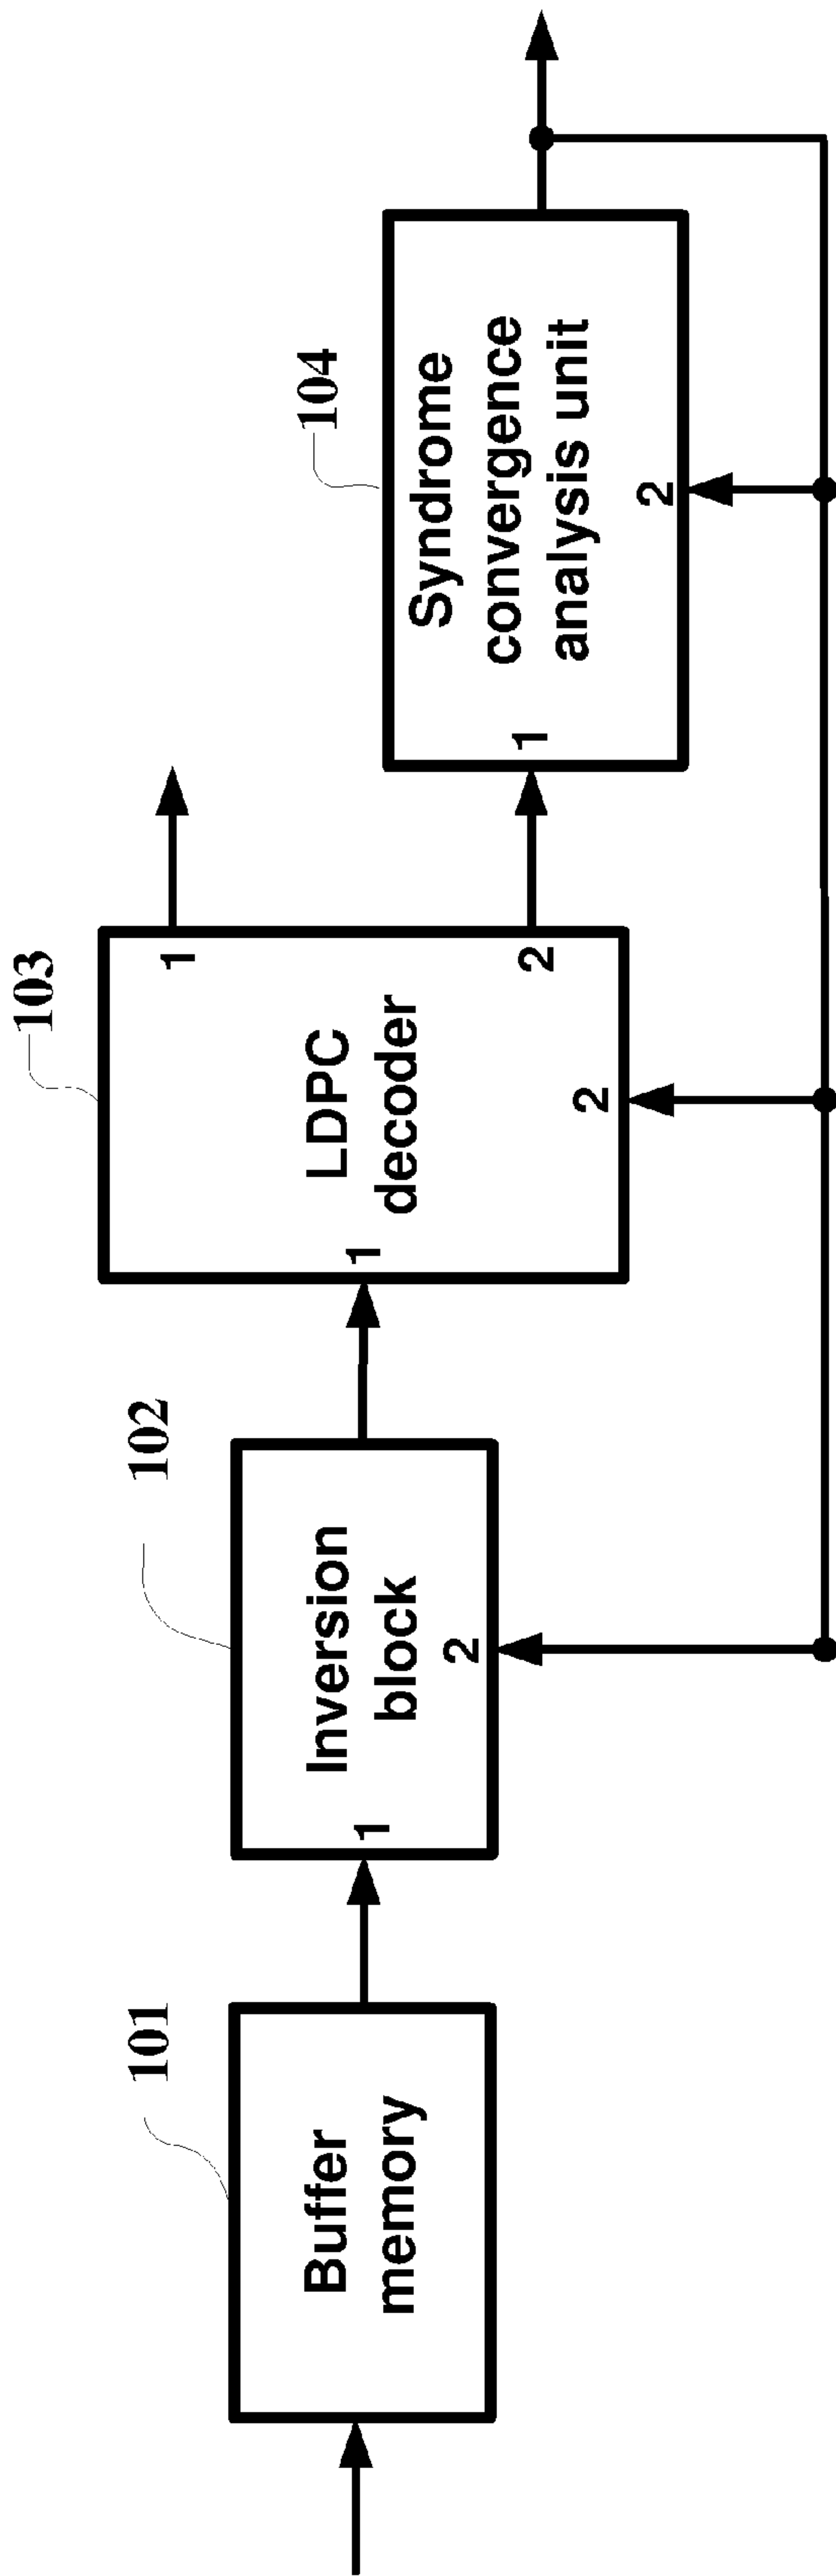 101
Buffer
memory
102
Inversion
block
1
2
103
LDPC
decoder
1
2
1
2
104
Syndrome
convergence
analysis unit
1
2